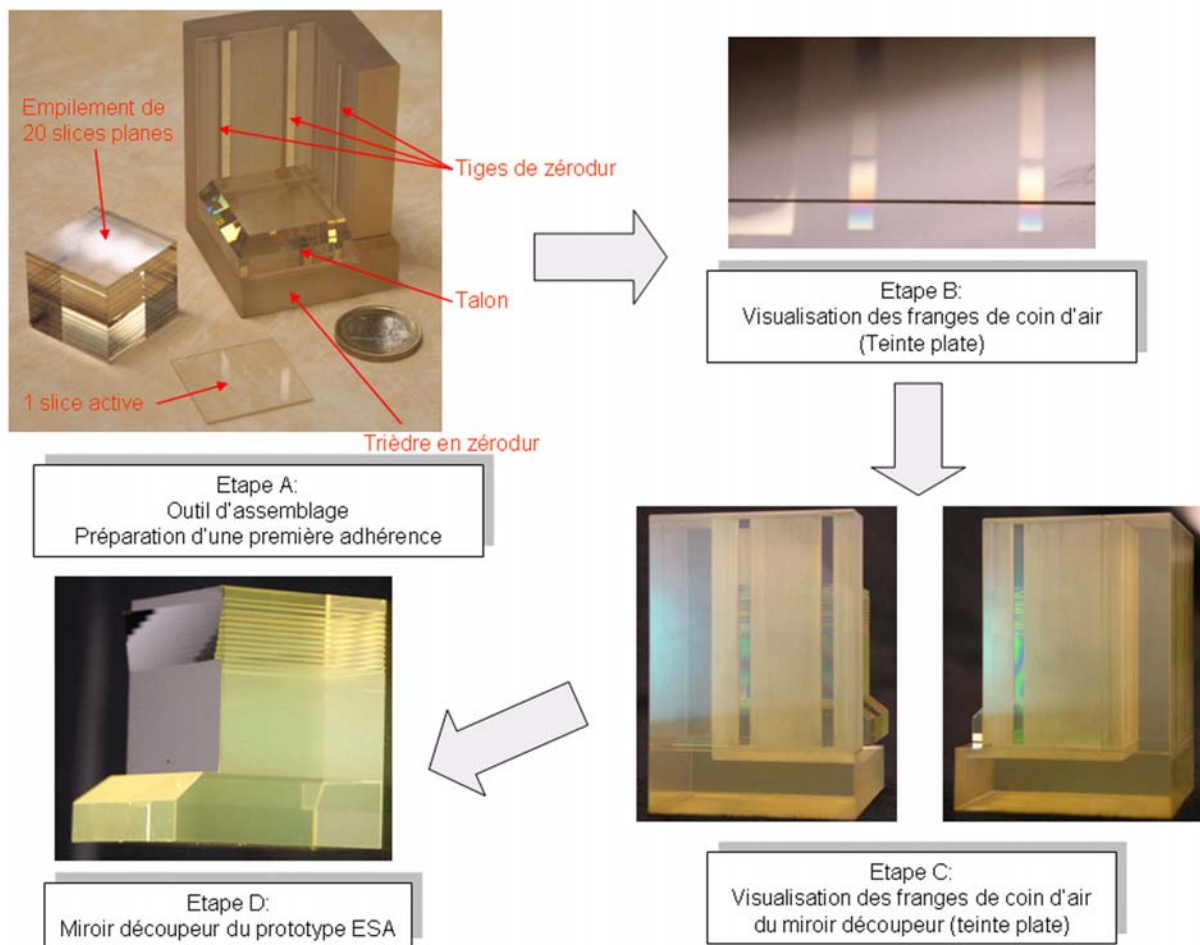 Empilement de
20 slices planes
Tiges de zérodur
Talon
1 slice active
Trièdre en zérodur
Etape A:
Outil d'assemblage
Préparation d'une première adhérence
Etape B:
Visualisation des franges de coin d'air
(Teinte plate)
Etape C:
Visualisation des franges de coin d'air
du miroir découpeur (teinte plate)
Etape D:
Miroir découpeur du prototype ESA